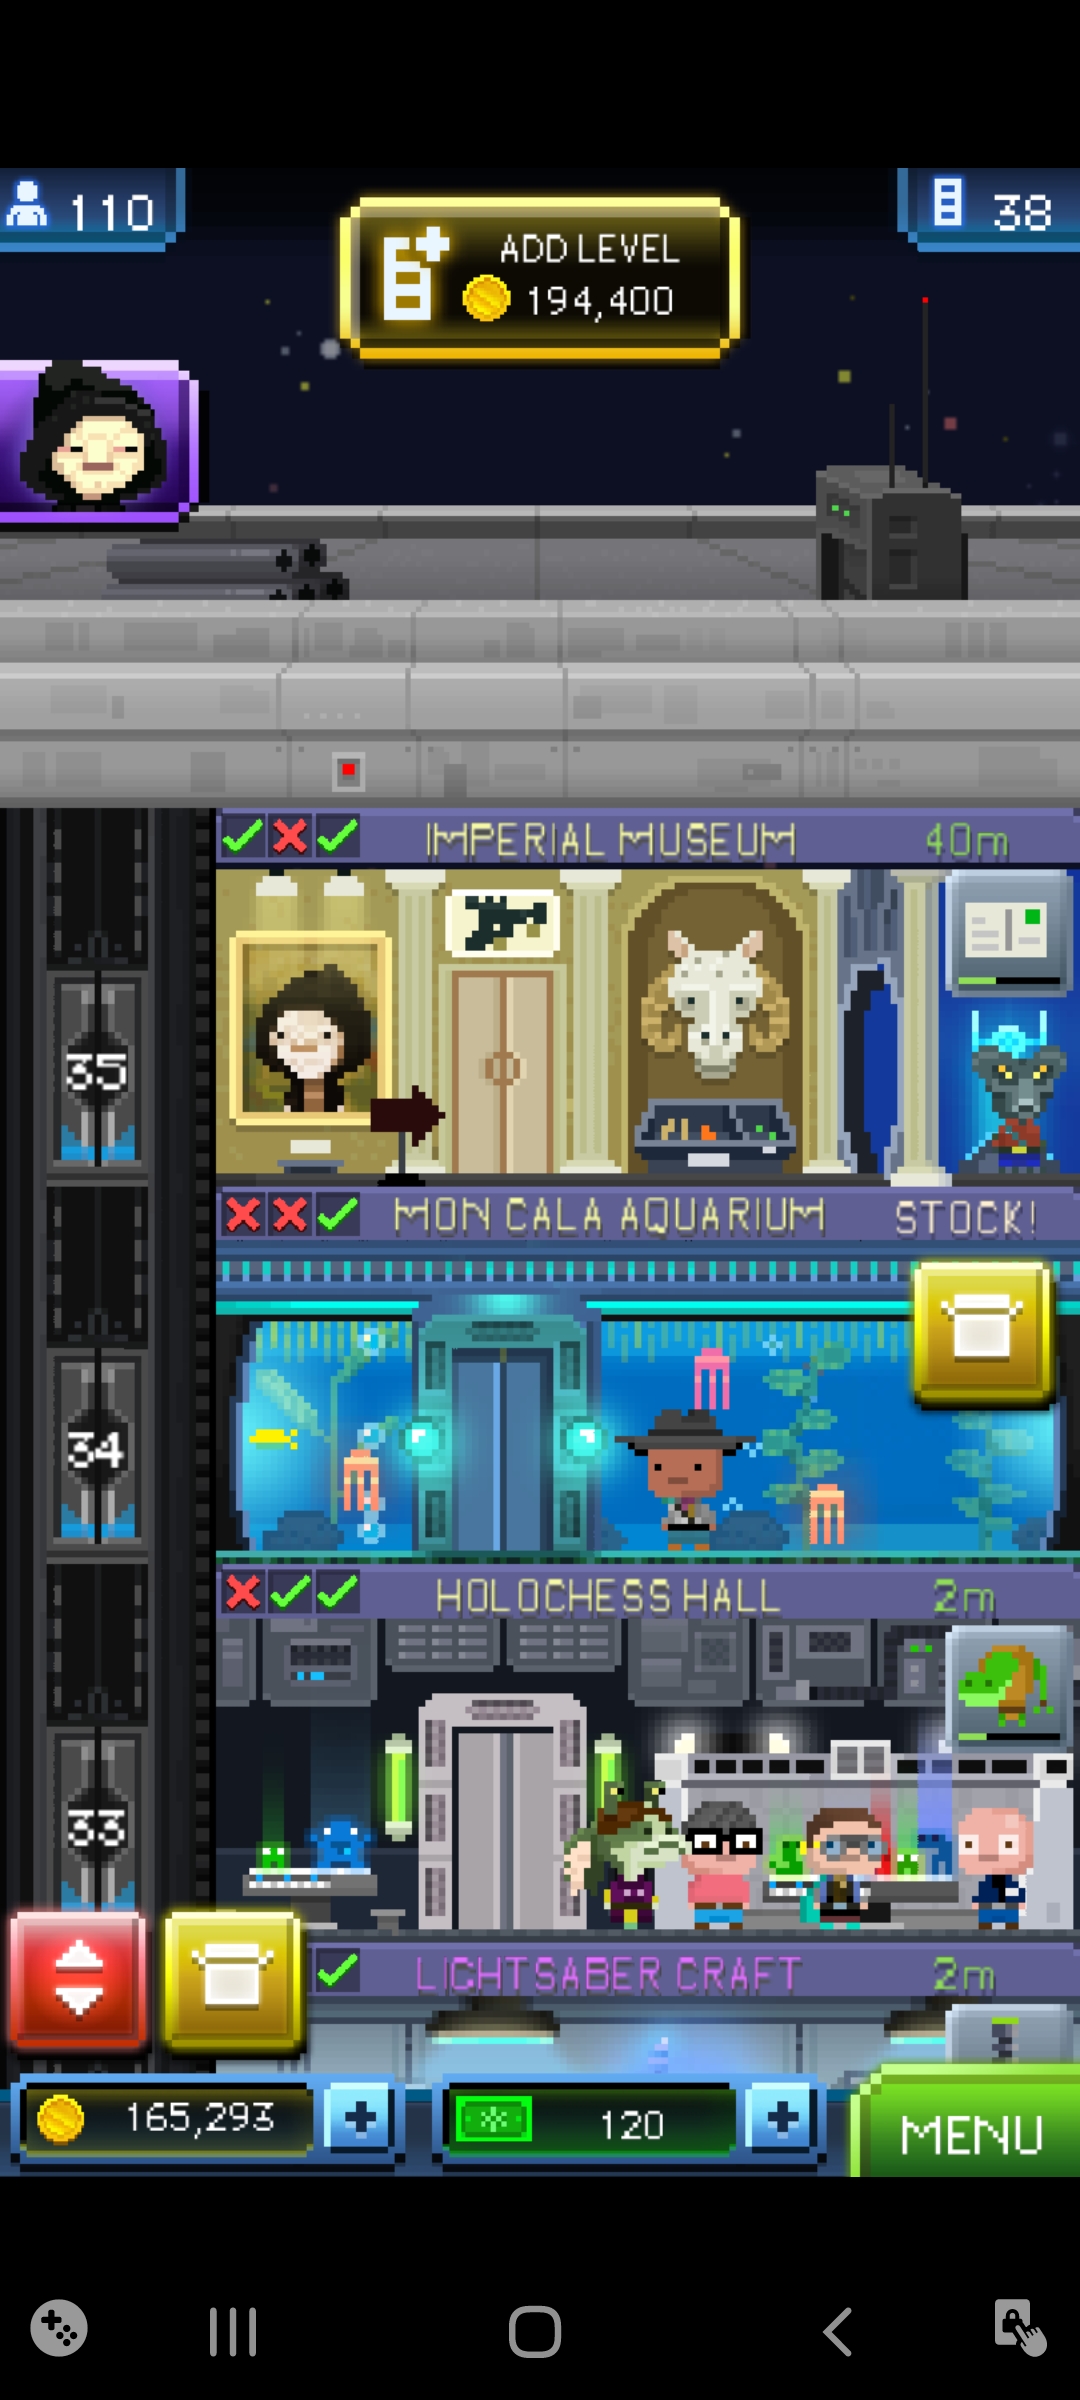 110
ADD LEVEL
194,400
38
IMPERIAL MUSEUM 40m
35
MON CALA AQUARIUM STOCK!
34
HOLOCHESS HALL 2m
33
LIGHTSABER CRAFT 2m
165,293
120
MENU